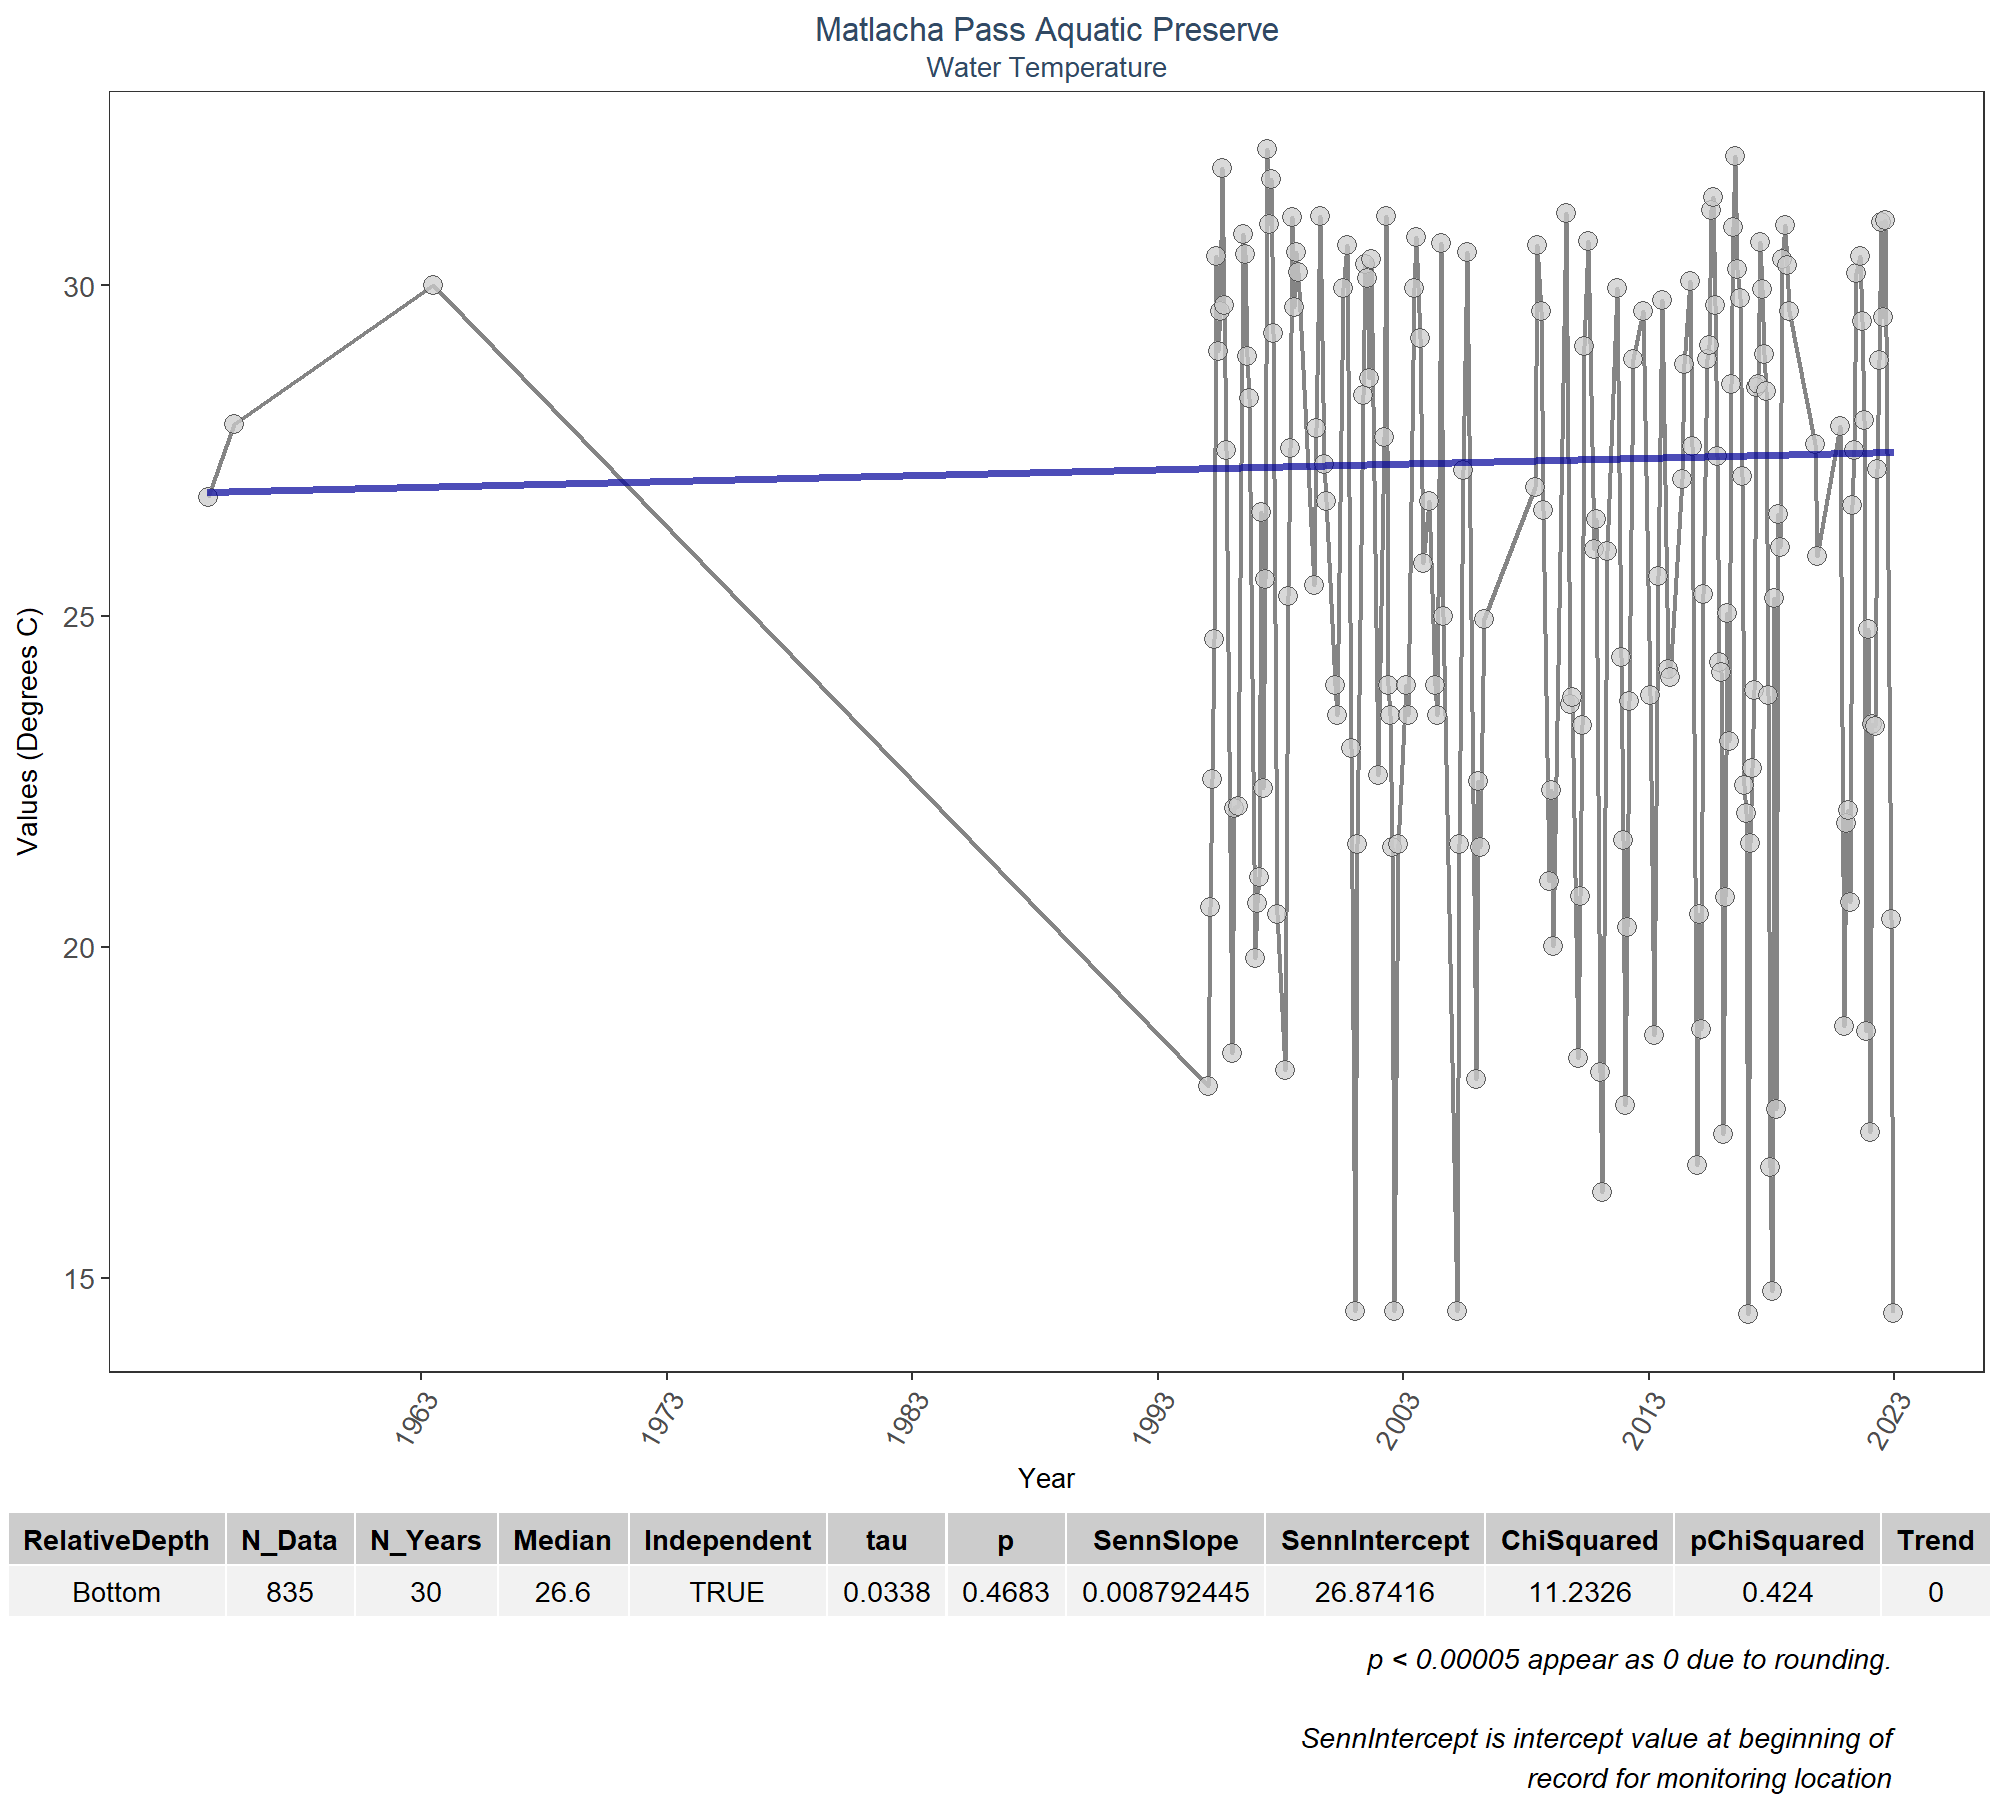 Matlacha Pass Aquatic Preserve
Water Temperature
Values (Degrees C)
30
25
20
15
1963 1973 1983 1993 2003 2013 2023
Year
RelativeDepth N_Data N_Years Median Independent tau p SennSlope SennIntercept ChiSquared pChiSquared Trend
Bottom 835 30 26.6 TRUE 0.0338 0.4683 0.008792445 26.87416 11.2326 0.424 0
p < 0.00005 appear as 0 due to rounding.
SennIntercept is intercept value at beginning of
record for monitoring location